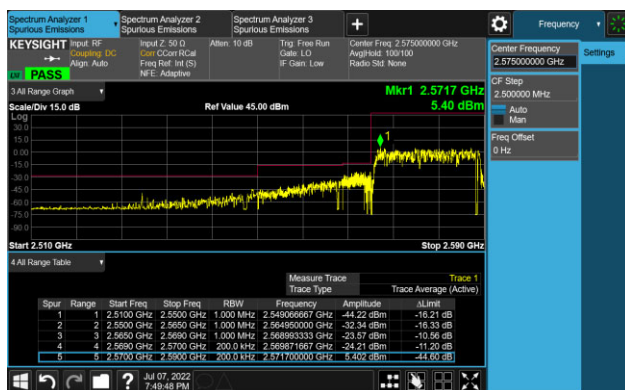 Spectrum Analyzer 1
Spurious Emissions
Spectrum Analyzer 2
Spurious Emissions
Spectrum Analyzer 3
Spurious Emissions
Frequency
KEYSIGHT
Input: RF
Coupling: DC
Align: Auto
Input Z: 50 Ω
Corr CCorr RCal
Freq Ref: Int (S)
NFE: Adaptive
Atten: 10 dB
Trig: Free Run
Gate: LO
IF Gain: Low
Center Freq: 2.575000000 GHz
Avg|Hold: 100/100
Radio Std: None
PASS
Center Frequency
2.575000000 GHz
Settings
CF Step
2.500000 MHz
Auto
Man
Freq Offset
0 Hz
3 All Range Graph
Mkr1 2.5717 GHz
5.40 dBm
Scale/Div 15.0 dB
Ref Value 45.00 dBm
Log
30.0
15.0
0.00
-15.0
-30.0
-45.0
-60.0
-75.0
-90.0
1
Start 2.510 GHz
Stop 2.590 GHz
4 All Range Table
Measure Trace Trace 1
Trace Type Trace Average (Active)
Spur Range Start Freq Stop Freq RBW Frequency Amplitude ΔLimit
1 1 2.5100 GHz 2.5500 GHz 1.000 MHz 2.549066667 GHz -44.22 dBm -16.21 dB
2 2 2.5500 GHz 2.5650 GHz 1.000 MHz 2.564950000 GHz -32.34 dBm -16.33 dB
3 3 2.5650 GHz 2.5690 GHz 1.000 MHz 2.568993333 GHz -23.57 dBm -10.56 dB
4 4 2.5690 GHz 2.5700 GHz 200.0 kHz 2.569871667 GHz -24.21 dBm -11.20 dB
5 5 2.5700 GHz 2.5900 GHz 200.0 kHz 2.571700000 GHz 5.402 dBm -44.60 dB
Jul 07, 2022
7:49:48 PM